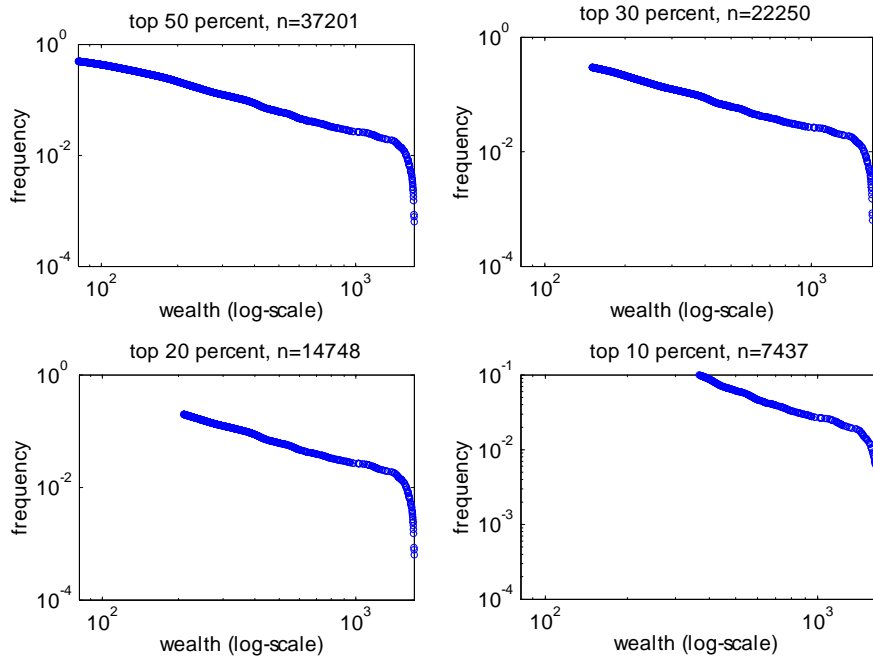 top 50 percent, n=37201
10^0
10^-2
10^-4
frequency
10^2
10^3
wealth (log-scale)
top 30 percent, n=22250
10^0
10^-2
10^-4
frequency
10^2
10^3
wealth (log-scale)
top 20 percent, n=14748
10^0
10^-2
10^-4
frequency
10^2
10^3
wealth (log-scale)
top 10 percent, n=7437
10^-1
10^-2
10^-3
10^-4
frequency
10^2
10^3
wealth (log-scale)